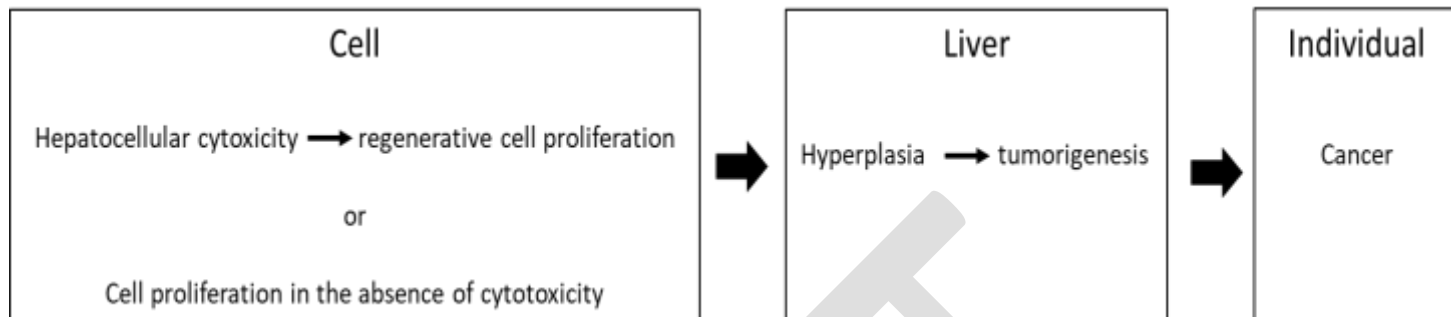 Cell
Hepatocellular cytoxicity → regenerative cell proliferation
or
Cell proliferation in the absence of cytotoxicity
Liver
Hyperplasia → tumorigenesis
Individual
Cancer